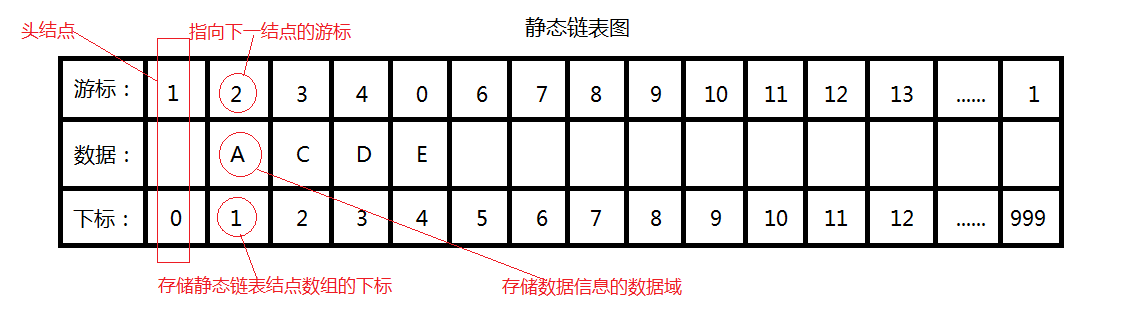 静态链表图
头结点
指向下一结点的游标
游标： 1 2 3 4 0 6 7 8 9 10 11 12 13 ...... 1
数据： A C D E
下标： 0 1 2 3 4 5 6 7 8 9 10 11 12 ...... 999
存储静态链表结点数组的下标
存储数据信息的数据域